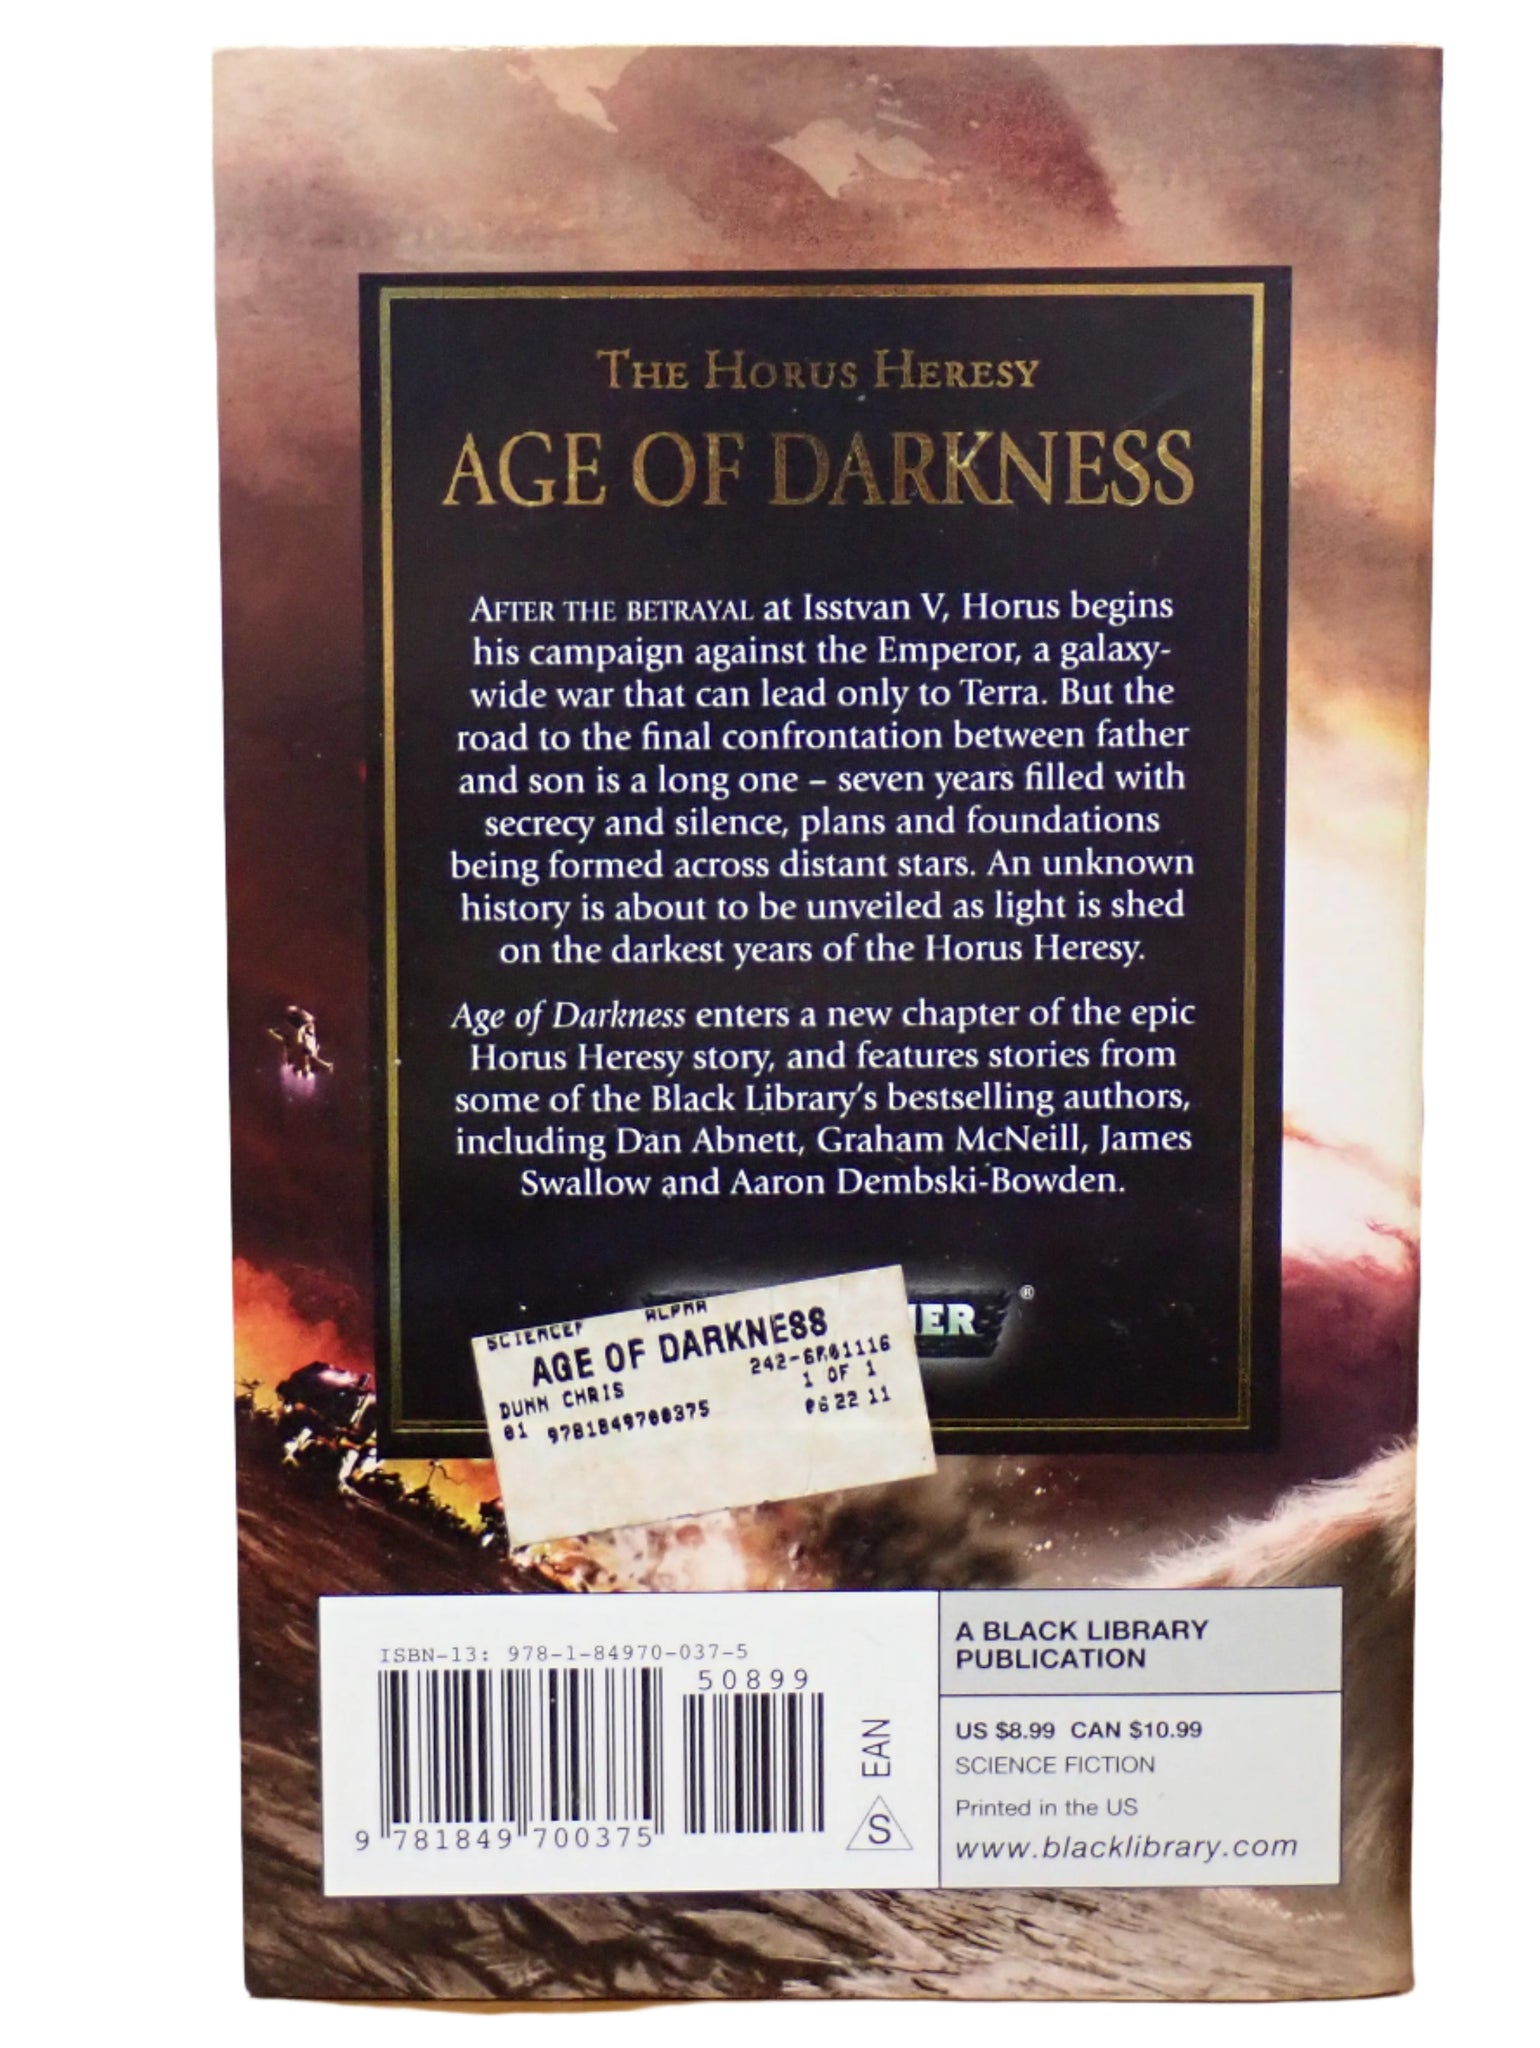 THE HORUS HERESY
AGE OF DARKNESS
AFTER THE BETRAYAL at Isstvan V, Horus begins
his campaign against the Emperor, a galaxy-
wide war that can lead only to Terra. But the
road to the final confrontation between father
and son is a long one – seven years filled with
secrecy and silence, plans and foundations
being formed across distant stars. An unknown
history is about to be unveiled as light is shed
on the darkest years of the Horus Heresy.
Age of Darkness enters a new chapter of the epic
Horus Heresy story, and features stories from
some of the Black Library's bestselling authors,
including Dan Abnett, Graham McNeill, James
Swallow and Aaron Dembski-Bowden.
®
SCIENCEF ALPHA
AGE OF DARKNESS
DUNN CHRIS
1 OF 1
01 9781849700375 06 22 11
ISBN-13: 978-1-84970-037-5
50899
9 781849 700375
EAN
S
A BLACK LIBRARY
PUBLICATION
US $8.99 CAN $10.99
SCIENCE FICTION
Printed in the US
www.blacklibrary.com